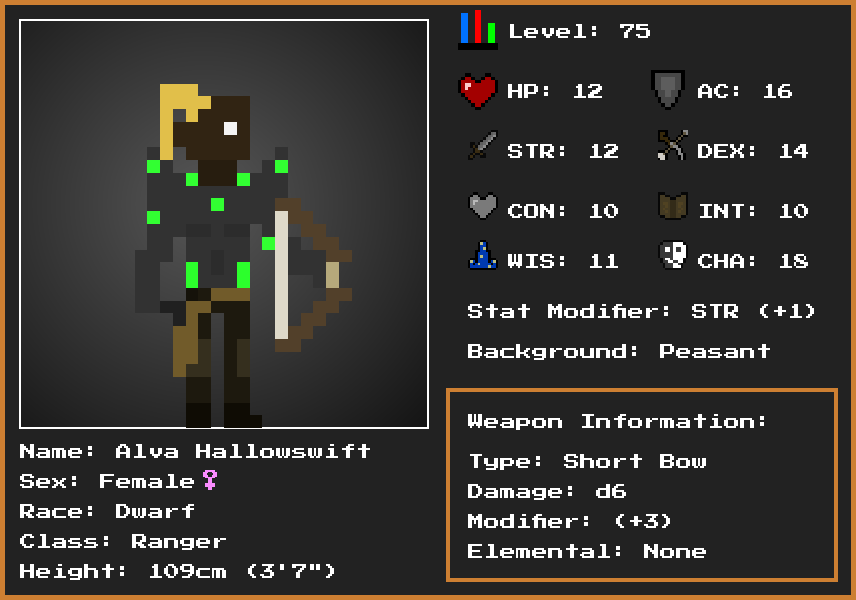 Level: 75
HP: 12
AC: 16
STR: 12
DEX: 14
CON: 10
INT: 10
WIS: 11
CHA: 18
Stat Modifier: STR (+1)
Background: Peasant
Weapon Information:
Type: Short Bow
Damage: d6
Modifier: (+3)
Elemental: None
Name: Alva Hallowswift
Sex: Female♀
Race: Dwarf
Class: Ranger
Height: 109cm (3'7")